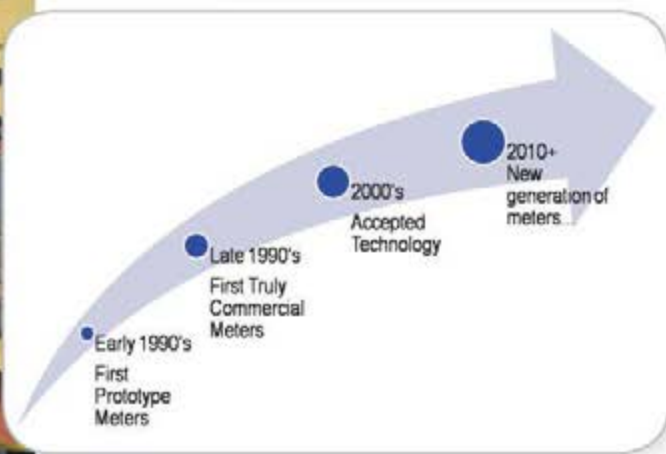 2010+
New
generation of
meters...
2000's
Accepted
Technology
Late 1990's
First Truly
Commercial
Meters
Early 1990's
First
Prototype
Meters